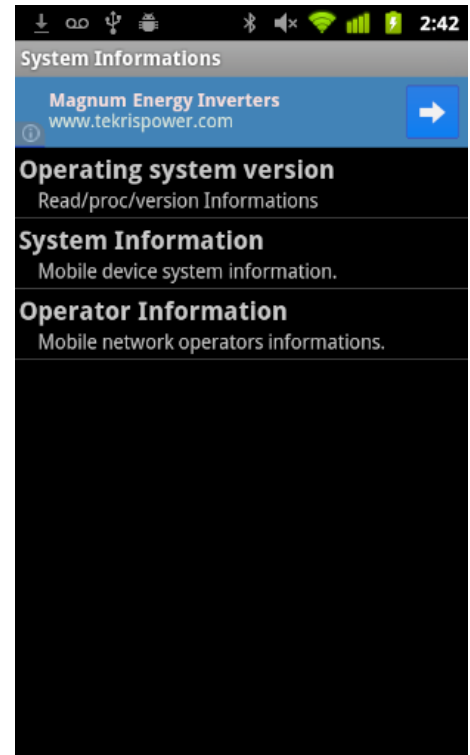 2:42
System Informations
Magnum Energy Inverters
www.tekrispower.com
Operating system version
Read/proc/version Informations
System Information
Mobile device system information.
Operator Information
Mobile network operators informations.